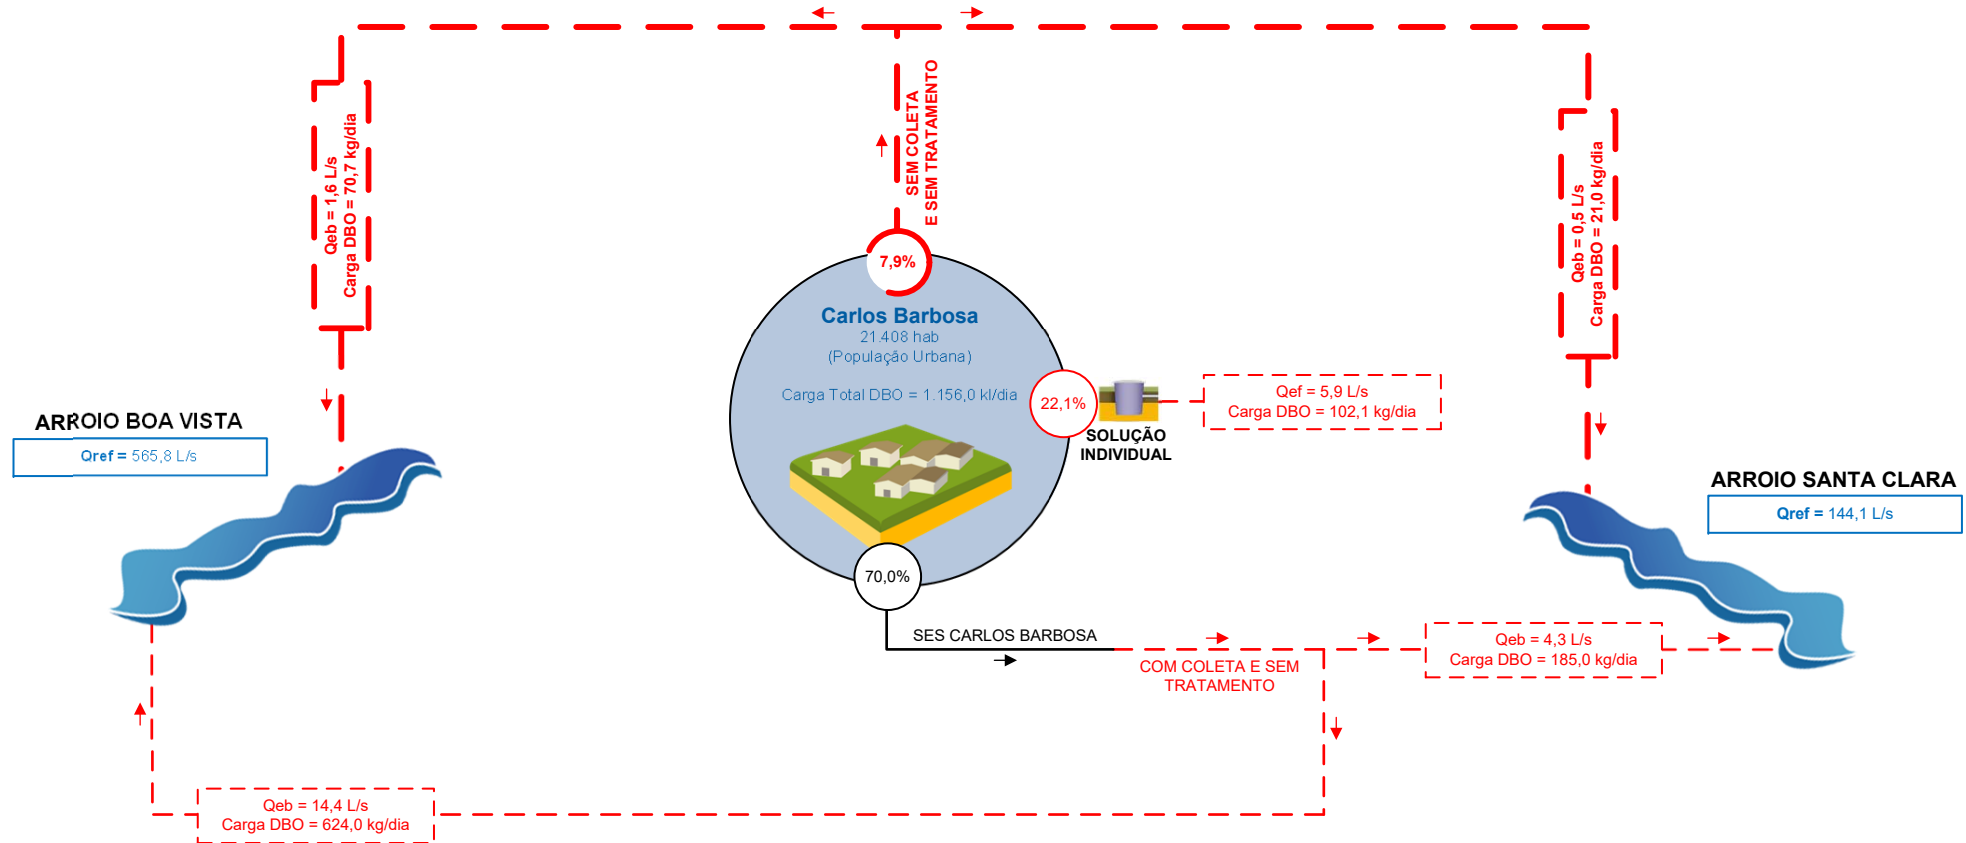 SEM COLETA
E SEM TRATAMENTO
Qeb = 1,6 L/s
Carga DBO = 70,7 kg/dia
Qeb = 0,5 L/s
Carga DBO = 21,0 kg/dia
7,9%
Carlos Barbosa
21.408 hab
(População Urbana)
Carga Total DBO = 1.156,0 kl/dia
22,1%
SOLUÇÃO
INDIVIDUAL
Qef = 5,9 L/s
Carga DBO = 102,1 kg/dia
ARROIO BOA VISTA
Qref = 565,8 L/s
ARROIO SANTA CLARA
Qref = 144,1 L/s
70,0%
SES CARLOS BARBOSA
COM COLETA E SEM
TRATAMENTO
Qeb = 4,3 L/s
Carga DBO = 185,0 kg/dia
Qeb = 14,4 L/s
Carga DBO = 624,0 kg/dia